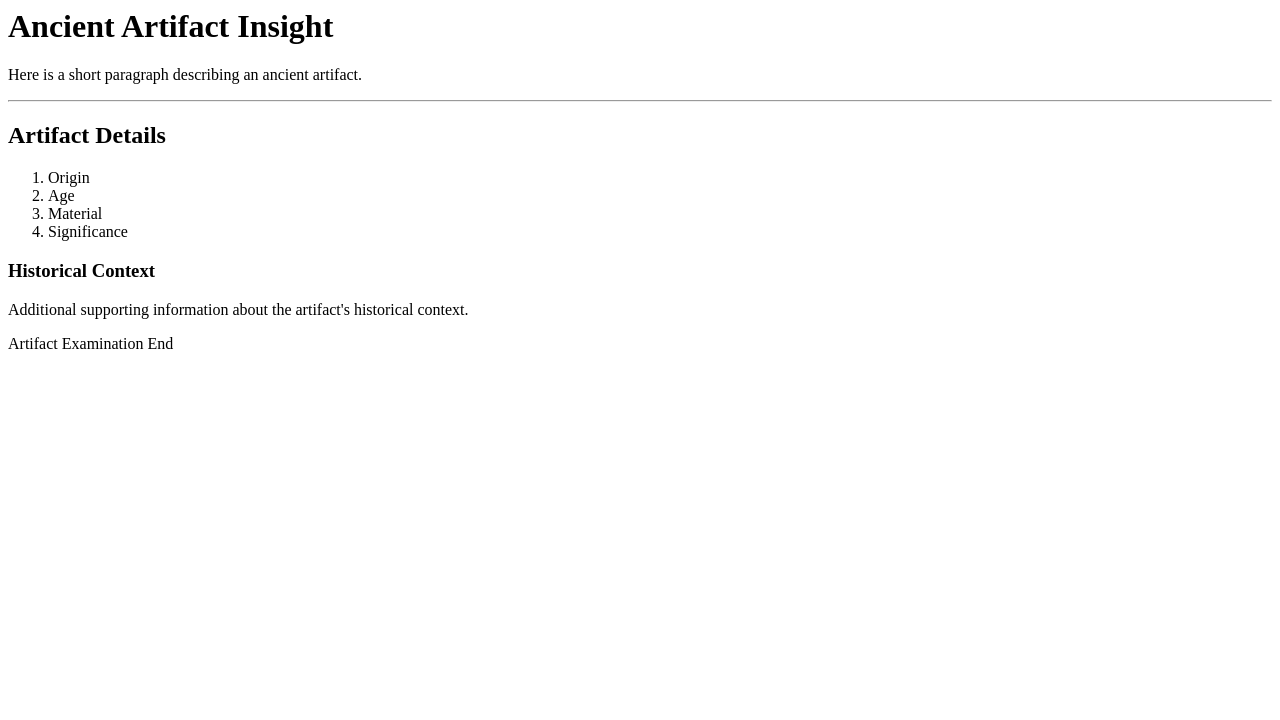 Ancient Artifact Insight
Here is a short paragraph describing an ancient artifact.
Artifact Details
1. Origin
2. Age
3. Material
4. Significance
Historical Context
Additional supporting information about the artifact's historical context.
Artifact Examination End